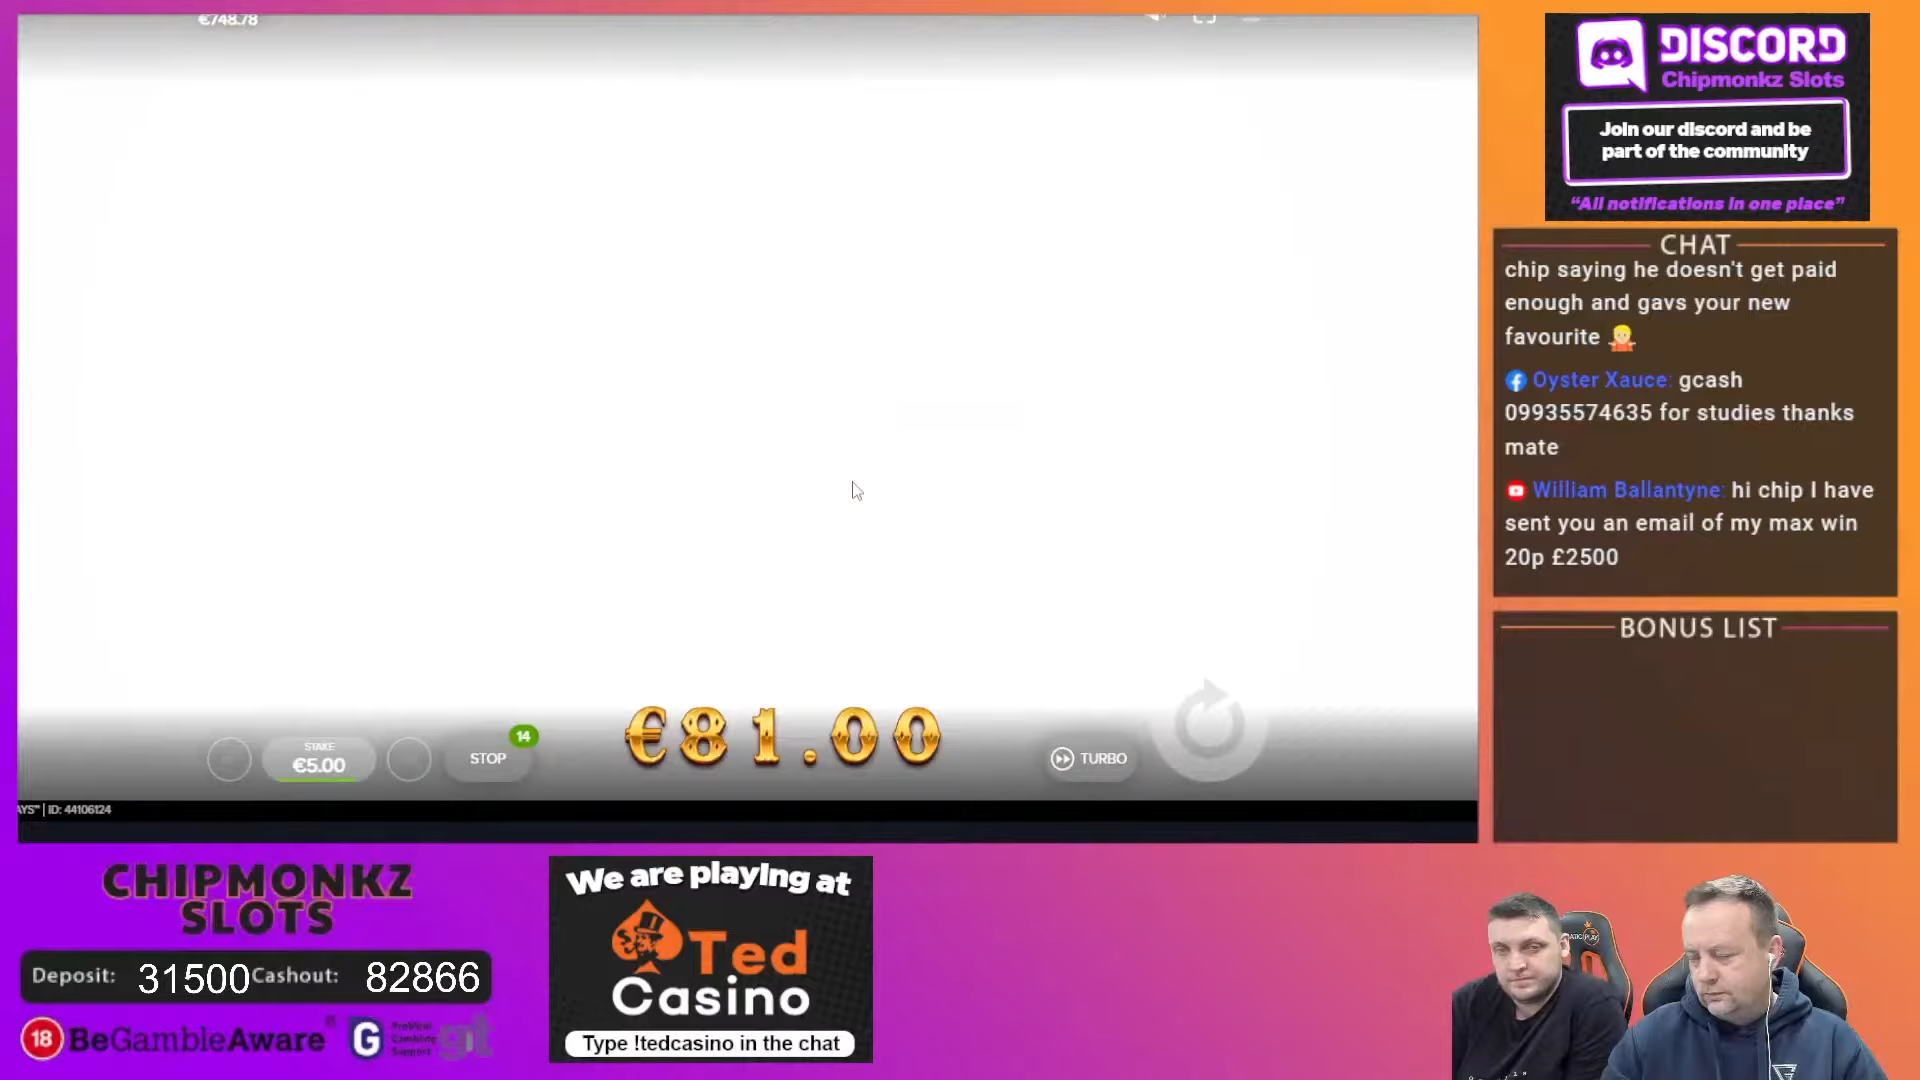 €748.78
DISCORD
Chipmonkz Slots
Join our discord and be
part of the community
“All notifications in one place”
CHAT
chip saying he doesn't get paid
enough and gavs your new
favourite
Oyster Xauce: gcash
09935574635 for studies thanks
mate
William Ballantyne: hi chip I have
sent you an email of my max win
20p £2500
BONUS LIST
STAKE
€5.00
STOP
14
€81.00
TURBO
AYS™ | ID: 44106124
CHIPMONKZ
SLOTS
Deposit: 31500 Cashout: 82866
18 BeGambleAware
G
Gambling
Support
We are playing at
Ted
Casino
Type !tedcasino in the chat